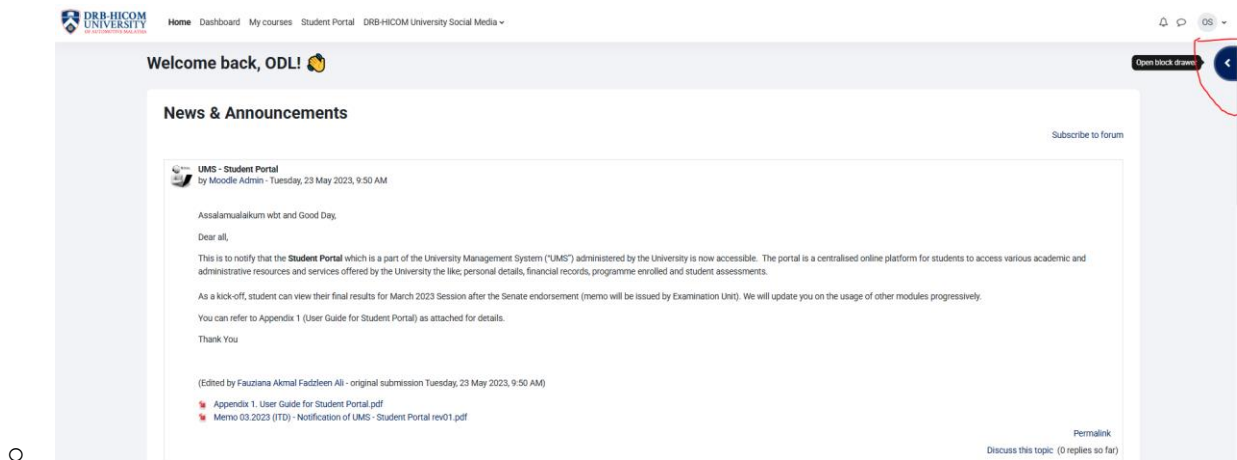 DRB-HICOM
UNIVERSITY
OF AUTOMOTIVE MALAYSIA
Home Dashboard My courses Student Portal DRB-HICOM University Social Media
OS
Welcome back, ODL!
Open block drawer
News & Announcements
Subscribe to forum
UMS - Student Portal
by Moodle Admin - Tuesday, 23 May 2023, 9:50 AM
Assalamualaikum wbt and Good Day,
Dear all,
This is to notify that the Student Portal which is a part of the University Management System ("UMS") administered by the University is now accessible. The portal is a centralised online platform for students to access various academic and
administrative resources and services offered by the University the like; personal details, financial records, programme enrolled and student assessments.
As a kick-off, student can view their final results for March 2023 Session after the Senate endorsement (memo will be issued by Examination Unit). We will update you on the usage of other modules progressively.
You can refer to Appendix 1 (User Guide for Student Portal) as attached for details.
Thank You
(Edited by Fauziana Akmal Fadzleen Ali - original submission Tuesday, 23 May 2023, 9:50 AM)
Appendix 1. User Guide for Student Portal.pdf
Memo 03.2023 (ITD) - Notification of UMS - Student Portal rev01.pdf
Permalink
Discuss this topic (0 replies so far)